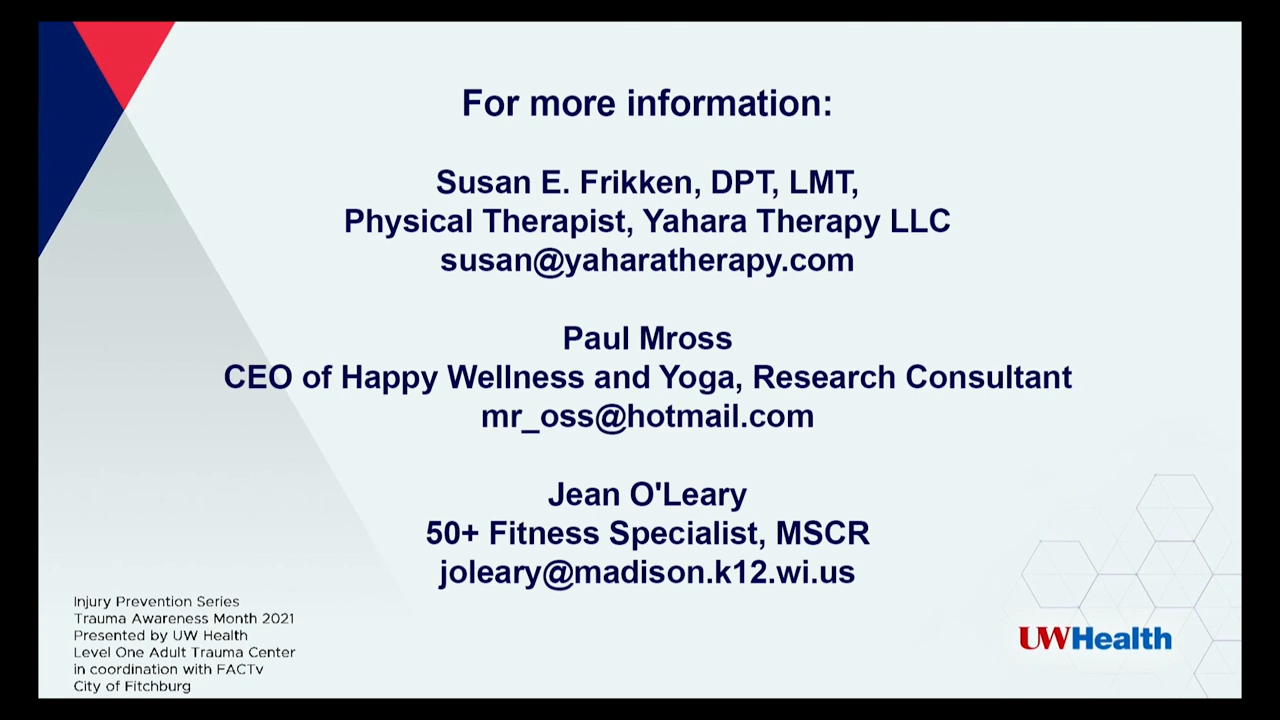 For more information:
Susan E. Frikken, DPT, LMT,
Physical Therapist, Yahara Therapy LLC
susan@yaharatherapy.com
Paul Mross
CEO of Happy Wellness and Yoga, Research Consultant
mr_oss@hotmail.com
Jean O'Leary
50+ Fitness Specialist, MSCR
joleary@madison.k12.wi.us
Injury Prevention Series
Trauma Awareness Month 2021
Presented by UW Health
Level One Adult Trauma Center
in coordination with FACTv
City of Fitchburg
UWHealth